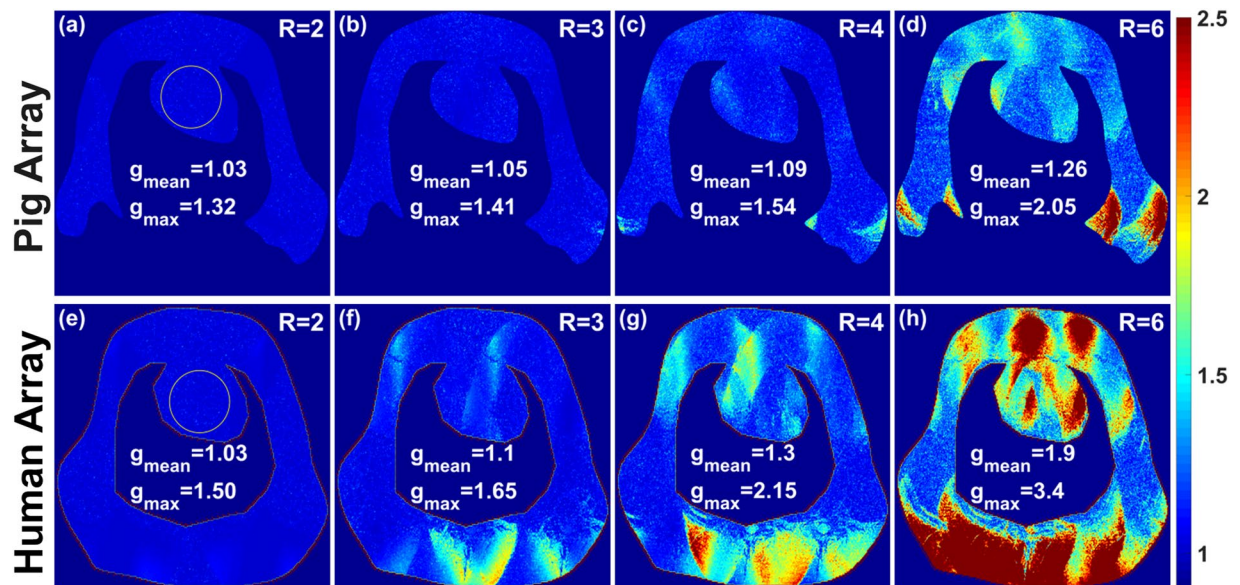 Pig Array
(a) R=2
g_mean=1.03
g_max=1.32
(b) R=3
g_mean=1.05
g_max=1.41
(c) R=4
g_mean=1.09
g_max=1.54
(d) R=6
g_mean=1.26
g_max=2.05
Human Array
(e) R=2
g_mean=1.03
g_max=1.50
(f) R=3
g_mean=1.1
g_max=1.65
(g) R=4
g_mean=1.3
g_max=2.15
(h) R=6
g_mean=1.9
g_max=3.4
2.5
2
1.5
1